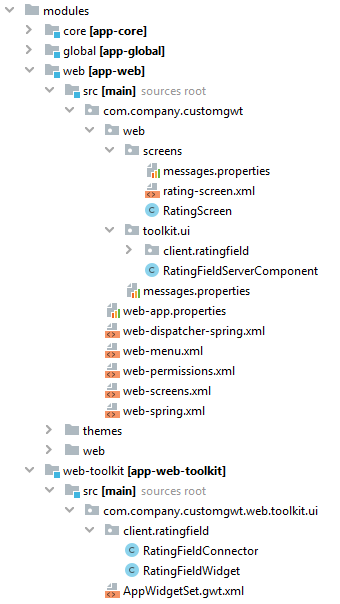 modules
core [app-core]
global [app-global]
web [app-web]
src [main] sources root
com.company.customgwt
web
screens
messages.properties
rating-screen.xml
RatingScreen
toolkit.ui
client.ratingfield
RatingFieldServerComponent
messages.properties
web-app.properties
web-dispatcher-spring.xml
web-menu.xml
web-permissions.xml
web-screens.xml
web-spring.xml
themes
web
web-toolkit [app-web-toolkit]
src [main] sources root
com.company.customgwt.web.toolkit.ui
client.ratingfield
RatingFieldConnector
RatingFieldWidget
AppWidgetSet.gwt.xml